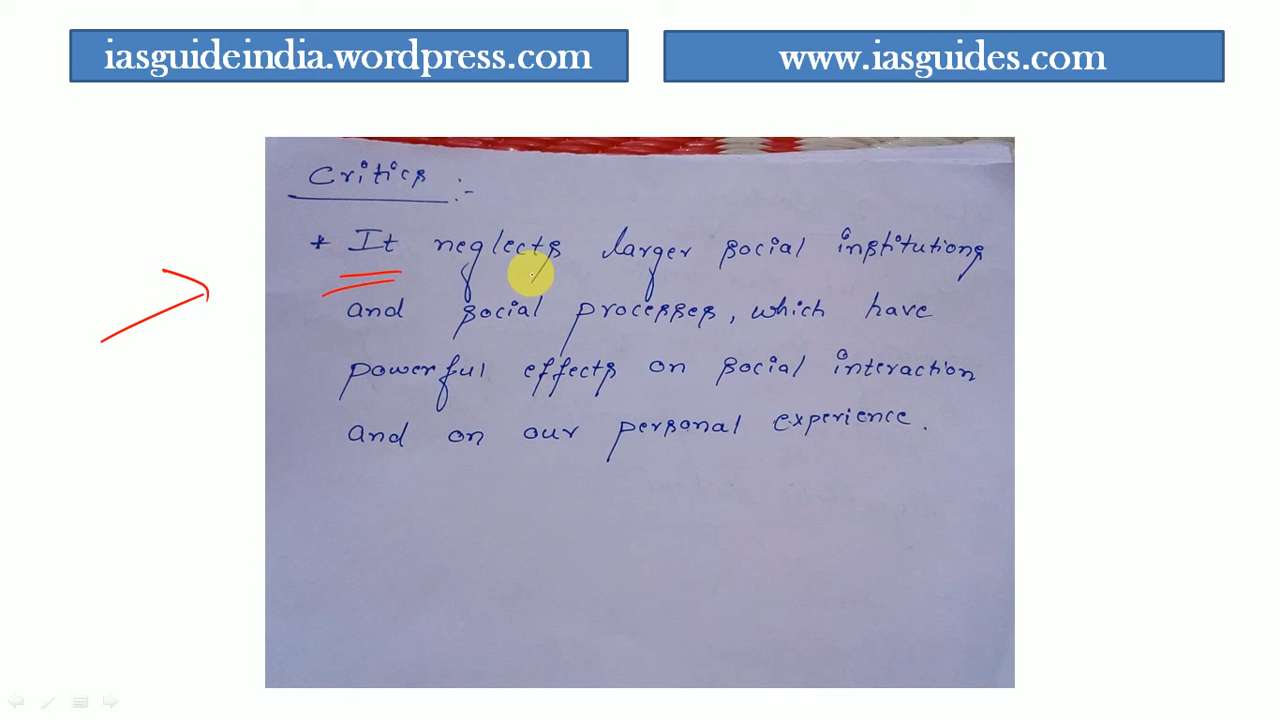 iasguideindia.wordpress.com
www.iasguides.com
Critics :-
* It neglects larger social institutions
and social processes, which have
powerful effects on social interaction
and on our personal experience.